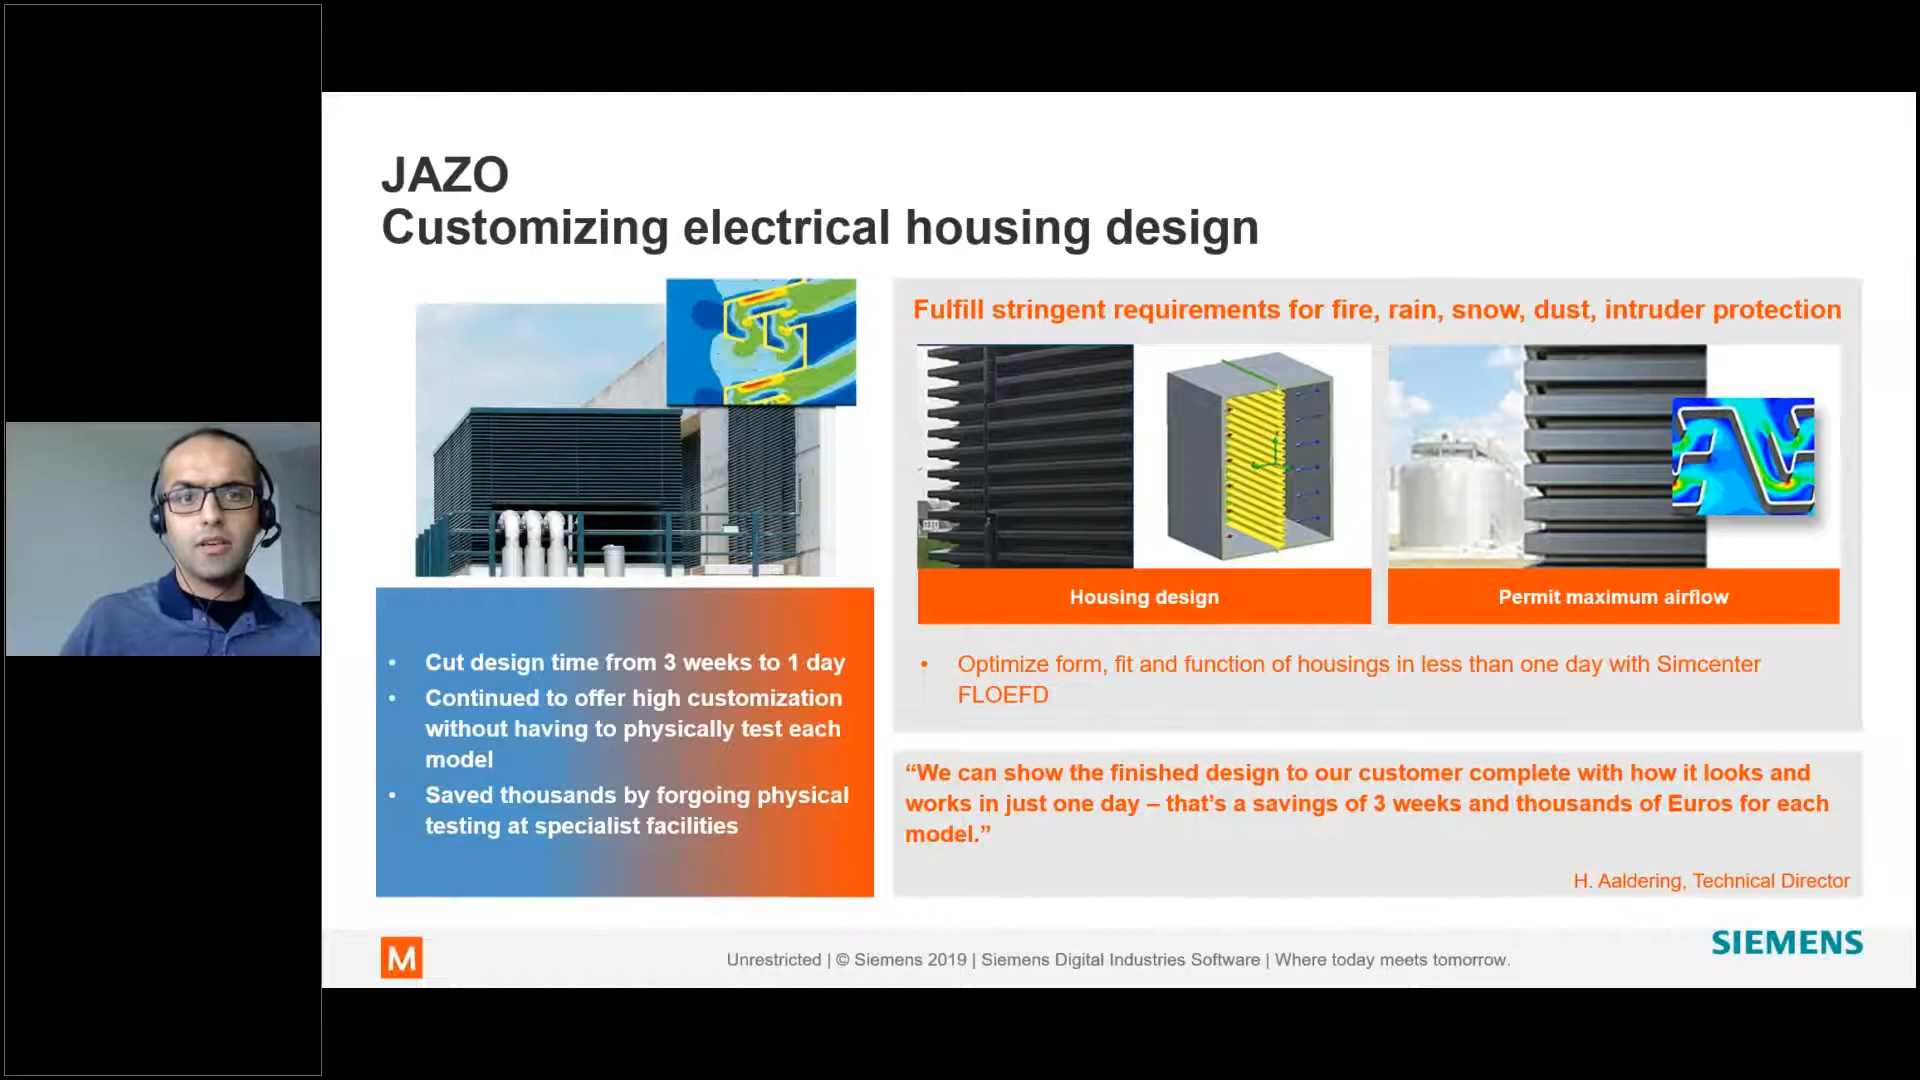 JAZO
Customizing electrical housing design
Fulfill stringent requirements for fire, rain, snow, dust, intruder protection
Housing design
Permit maximum airflow
• Optimize form, fit and function of housings in less than one day with Simcenter
FLOEFD
• Cut design time from 3 weeks to 1 day
• Continued to offer high customization
without having to physically test each
model
• Saved thousands by forgoing physical
testing at specialist facilities
“We can show the finished design to our customer complete with how it looks and
works in just one day – that’s a savings of 3 weeks and thousands of Euros for each
model.”
H. Aaldering, Technical Director
M
Unrestricted | © Siemens 2019 | Siemens Digital Industries Software | Where today meets tomorrow.
SIEMENS